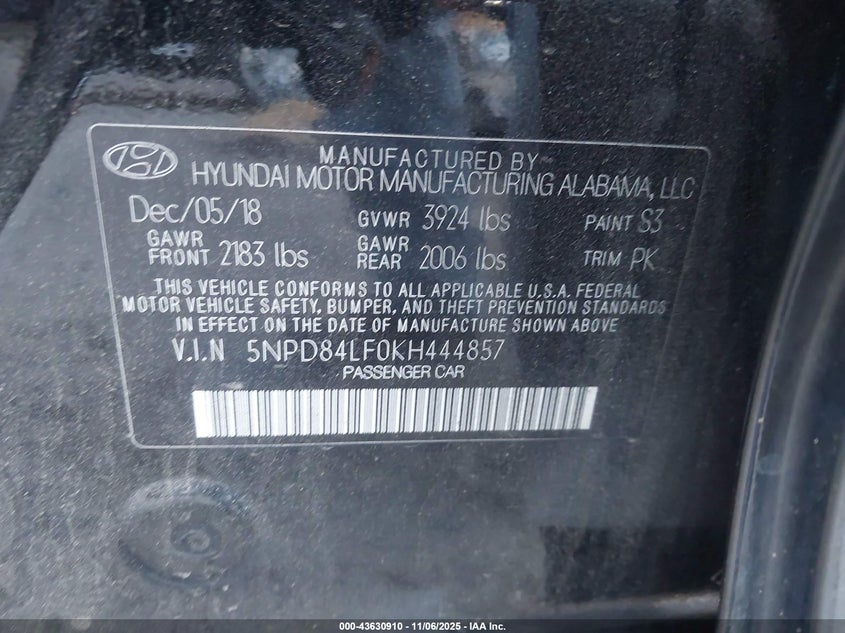 MANUFACTURED BY
HYUNDAI MOTOR MANUFACTURING ALABAMA, LLC
Dec/05/18 GVWR 3924 lbs PAINT S3
GAWR FRONT 2183 lbs GAWR REAR 2006 lbs TRIM PK
THIS VEHICLE CONFORMS TO ALL APPLICABLE U.S.A. FEDERAL
MOTOR VEHICLE SAFETY, BUMPER, AND THEFT PREVENTION STANDARDS
IN EFFECT ON THE DATE OF MANUFACTURE SHOWN ABOVE
V.I.N 5NPD84LF0KH444857
PASSENGER CAR
000-43630910 | 11/06/2025 - IAA Inc.